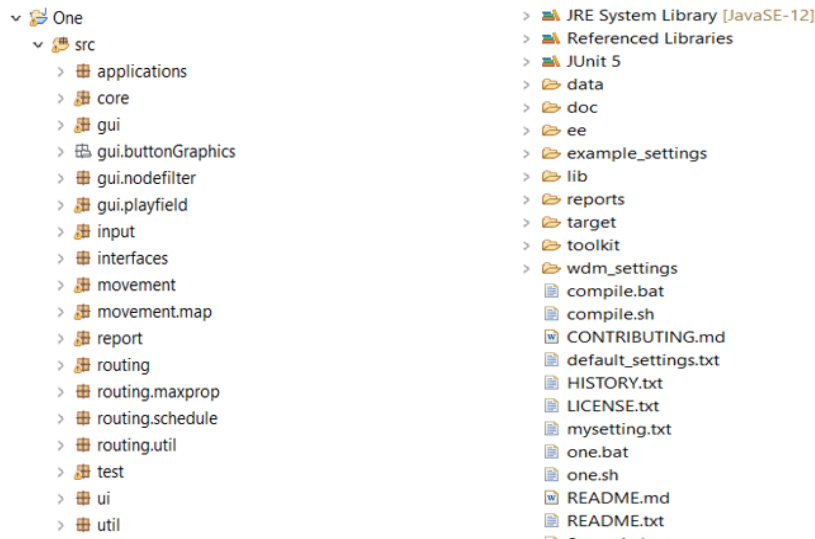 One
src
applications
core
gui
gui.buttonGraphics
gui.nodefilter
gui.playfield
input
interfaces
movement
movement.map
report
routing
routing.maxprop
routing.schedule
routing.util
test
ui
util
JRE System Library [JavaSE-12]
Referenced Libraries
JUnit 5
data
doc
ee
example_settings
lib
reports
target
toolkit
wdm_settings
compile.bat
compile.sh
CONTRIBUTING.md
default_settings.txt
HISTORY.txt
LICENSE.txt
mysetting.txt
one.bat
one.sh
README.md
README.txt